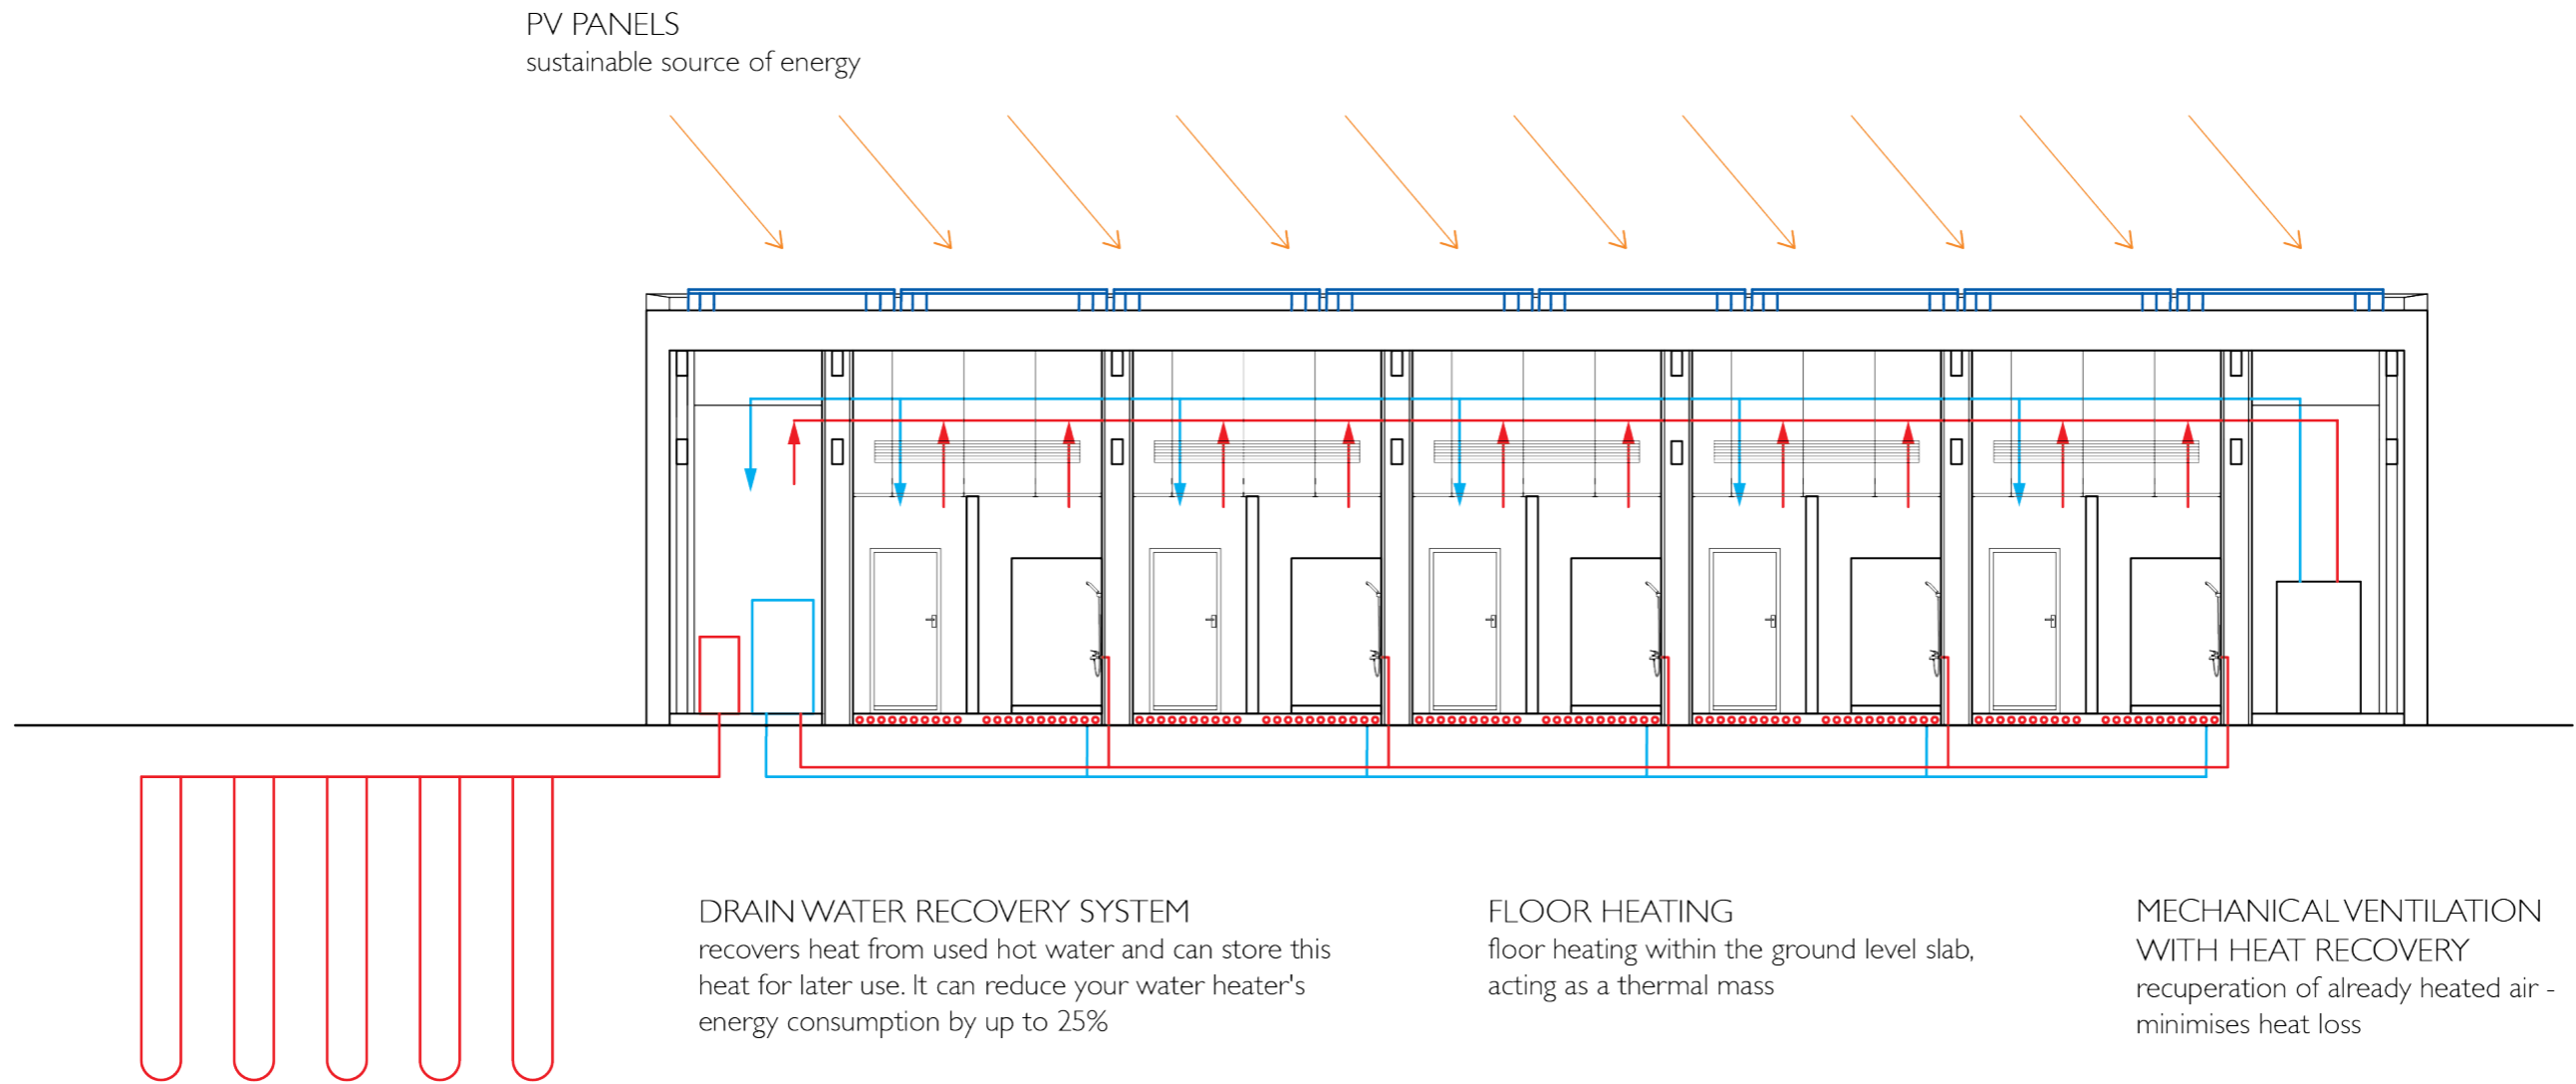 PV PANELS
sustainable source of energy
DRAIN WATER RECOVERY SYSTEM
recovers heat from used hot water and can store this
heat for later use. It can reduce your water heater's
energy consumption by up to 25%
FLOOR HEATING
floor heating within the ground level slab,
acting as a thermal mass
MECHANICAL VENTILATION
WITH HEAT RECOVERY
recuperation of already heated air -
minimises heat loss